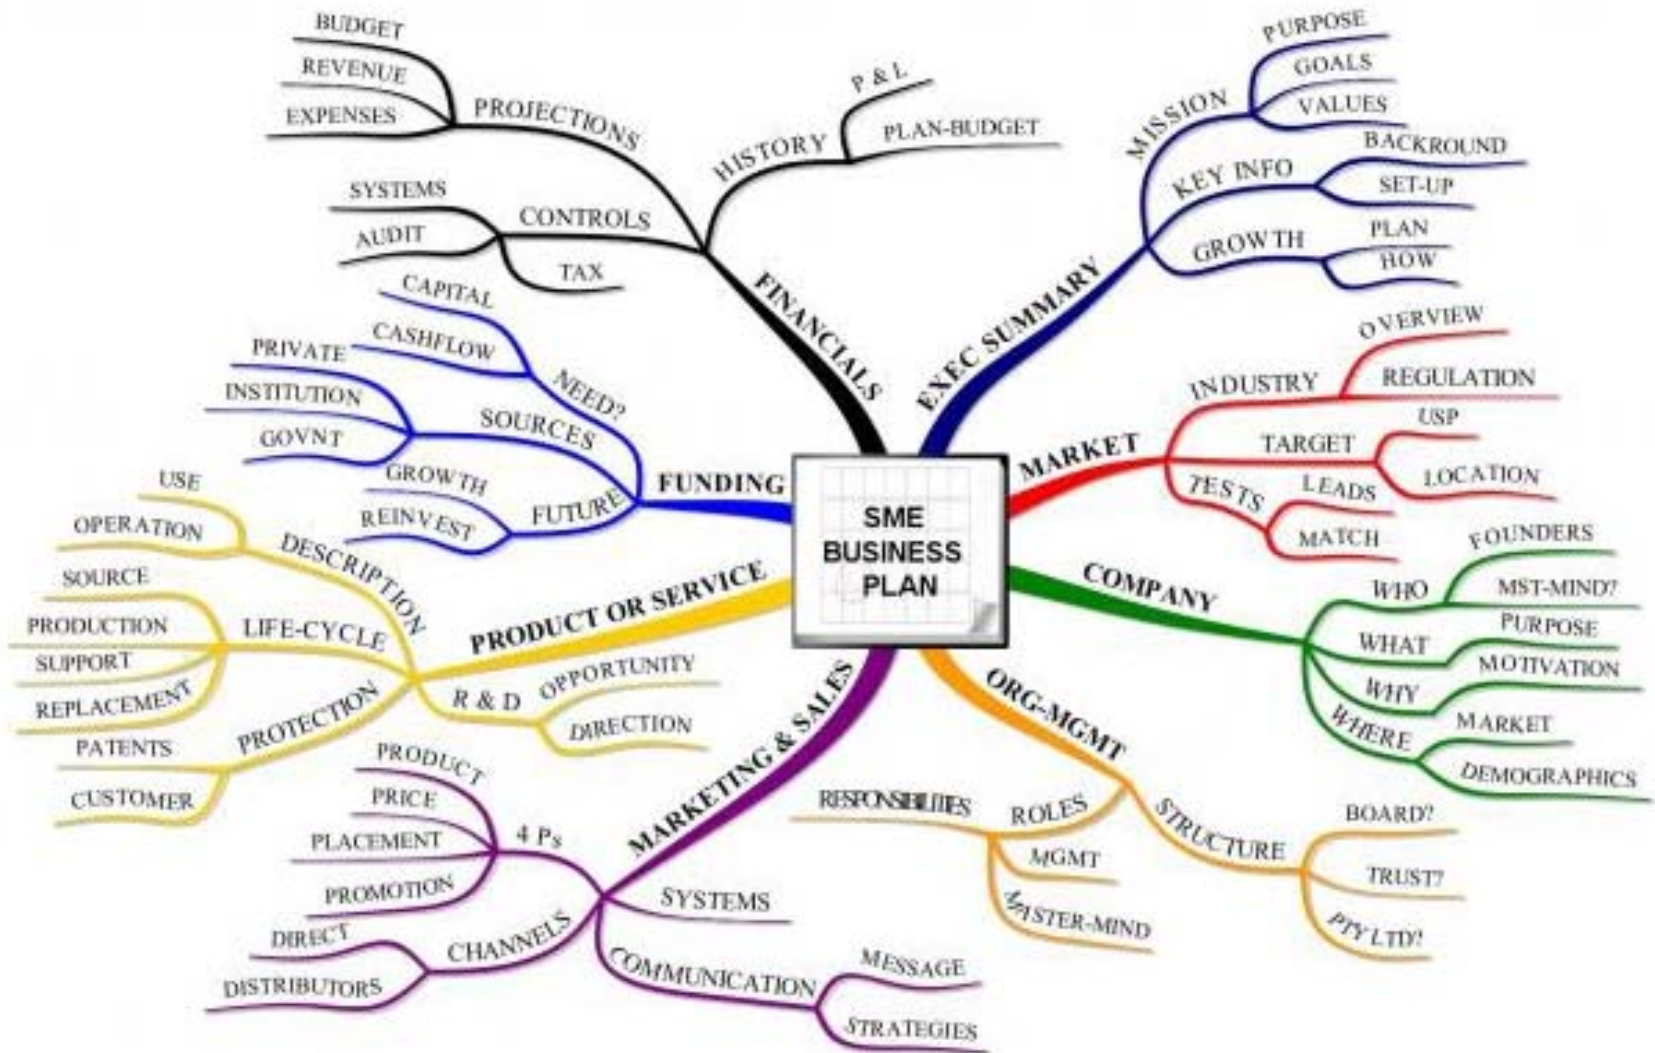 SME
BUSINESS
PLAN
EXEC SUMMARY
MISSION
PURPOSE
GOALS
VALUES
KEY INFO
BACKROUND
SET-UP
GROWTH
PLAN
HOW
MARKET
INDUSTRY
OVERVIEW
REGULATION
TARGET
USP
LOCATION
TESTS
LEADS
MATCH
COMPANY
WHO
FOUNDERS
MST-MIND?
WHAT
PURPOSE
WHY
MOTIVATION
WHERE
MARKET
DEMOGRAPHICS
ORG-MGMT
STRUCTURE
BOARD?
TRUST?
PTY LTD?
ROLES
RESPONSIBILITIES
MGMT
MASTER-MIND
MARKETING & SALES
SYSTEMS
COMMUNICATION
MESSAGE
STRATEGIES
CHANNELS
DIRECT
DISTRIBUTORS
4 Ps
PRODUCT
PRICE
PLACEMENT
PROMOTION
PRODUCT OR SERVICE
R & D
OPPORTUNITY
DIRECTION
PROTECTION
PATENTS
CUSTOMER
LIFE-CYCLE
SOURCE
PRODUCTION
SUPPORT
REPLACEMENT
DESCRIPTION
USE
OPERATION
FUNDING
FUTURE
GROWTH
REINVEST
SOURCES
PRIVATE
INSTITUTION
GOVNT
NEED?
CAPITAL
CASHFLOW
FINANCIALS
CONTROLS
SYSTEMS
AUDIT
TAX
PROJECTIONS
BUDGET
REVENUE
EXPENSES
HISTORY
P & L
PLAN-BUDGET